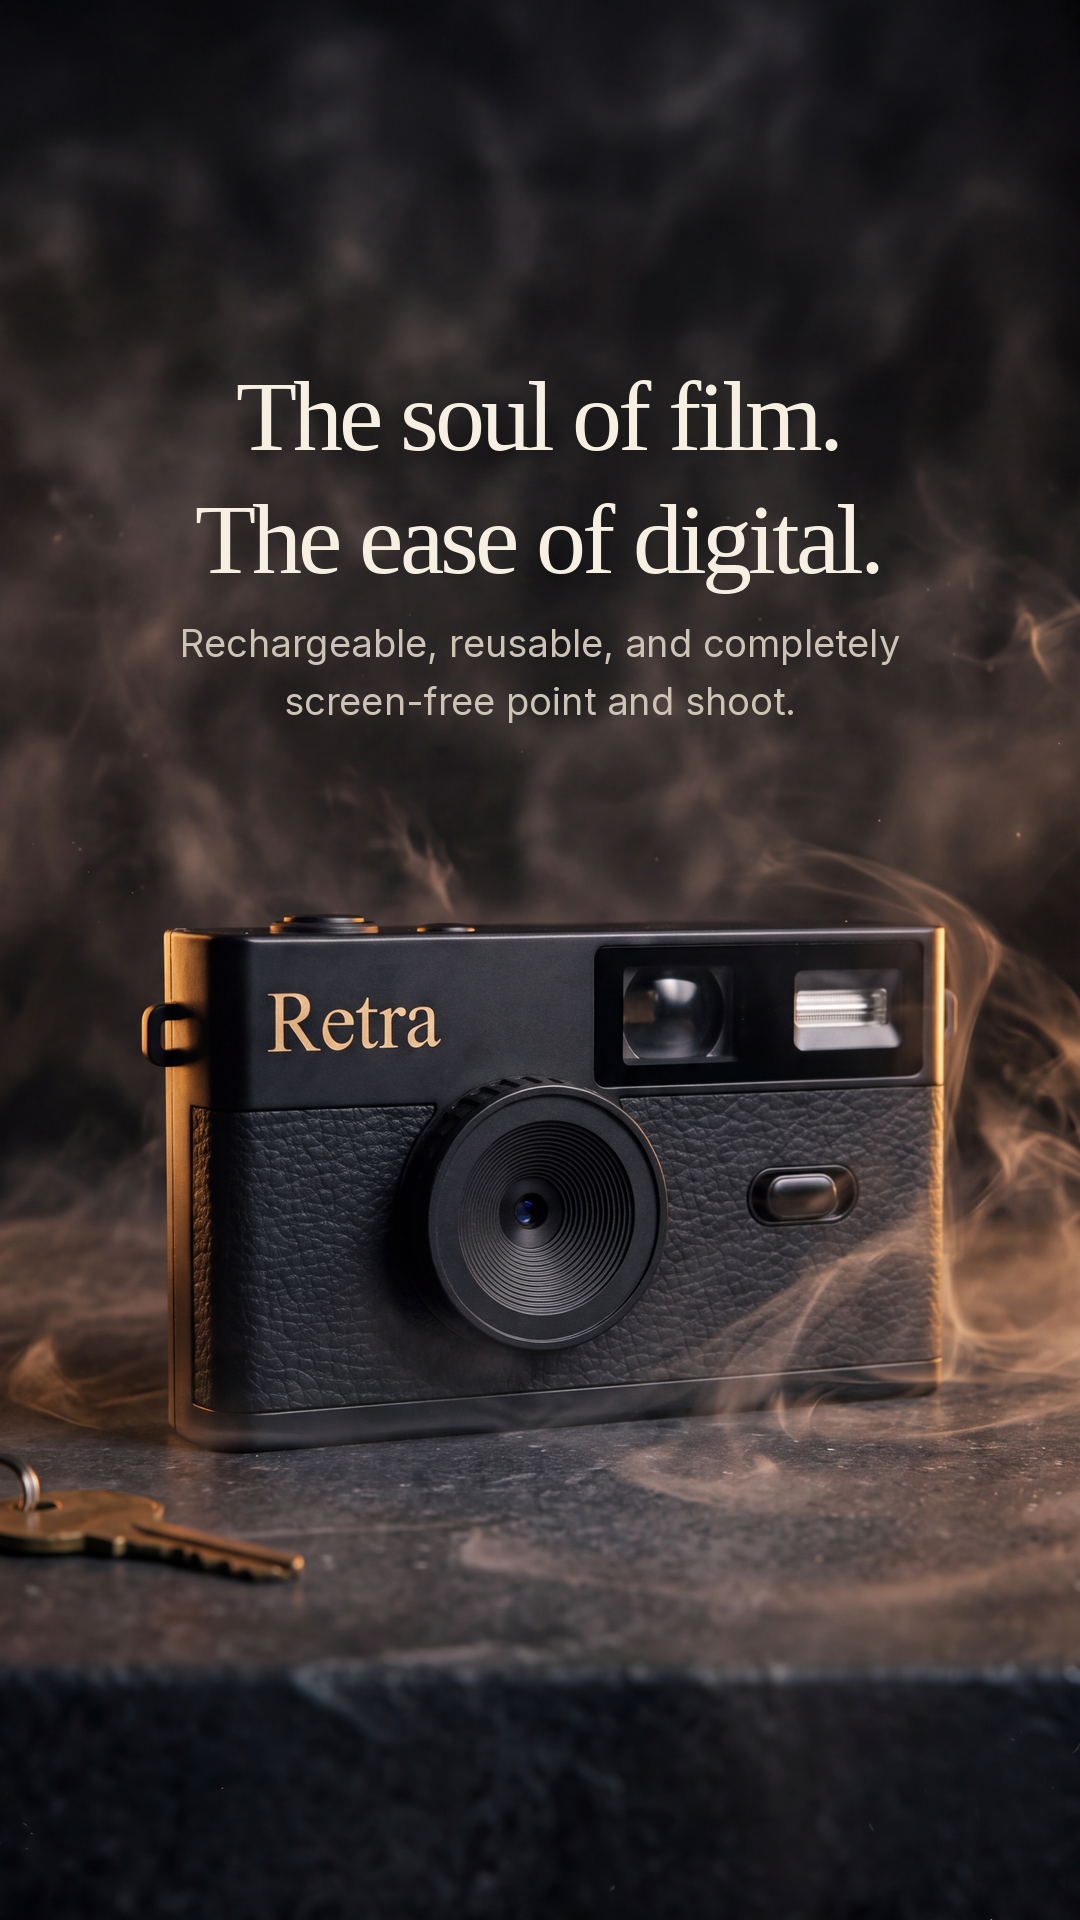 The soul of film.
The ease of digital.
Rechargeable, reusable, and completely
screen-free point and shoot.
Retra